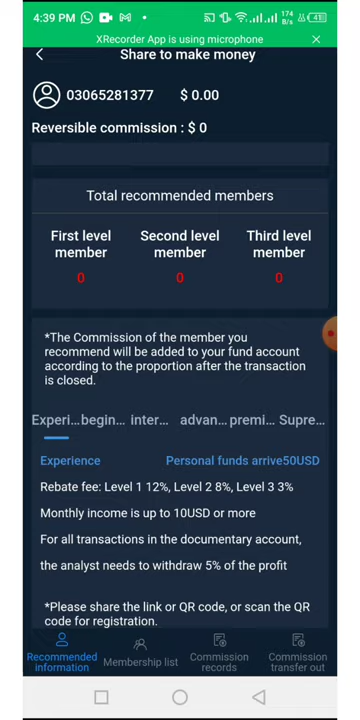 4:39 PM
174 B/s
41
XRecorder App is using microphone
Share to make money
03065281377 $ 0.00
Reversible commission : $ 0
Total recommended members
First level member
Second level member
Third level member
0 0 0
*The Commission of the member you
recommend will be added to your fund account
according to the proportion after the transaction
is closed.
Experi... begin... inter... advan... premi... Supre...
Experience Personal funds arrive50USD
Rebate fee: Level 1 12%, Level 2 8%, Level 3 3%
Monthly income is up to 10USD or more
For all transactions in the documentary account,
the analyst needs to withdraw 5% of the profit
*Please share the link or QR code, or scan the QR
code for registration.
Recommended information
Membership list
Commission records
Commission transfer out